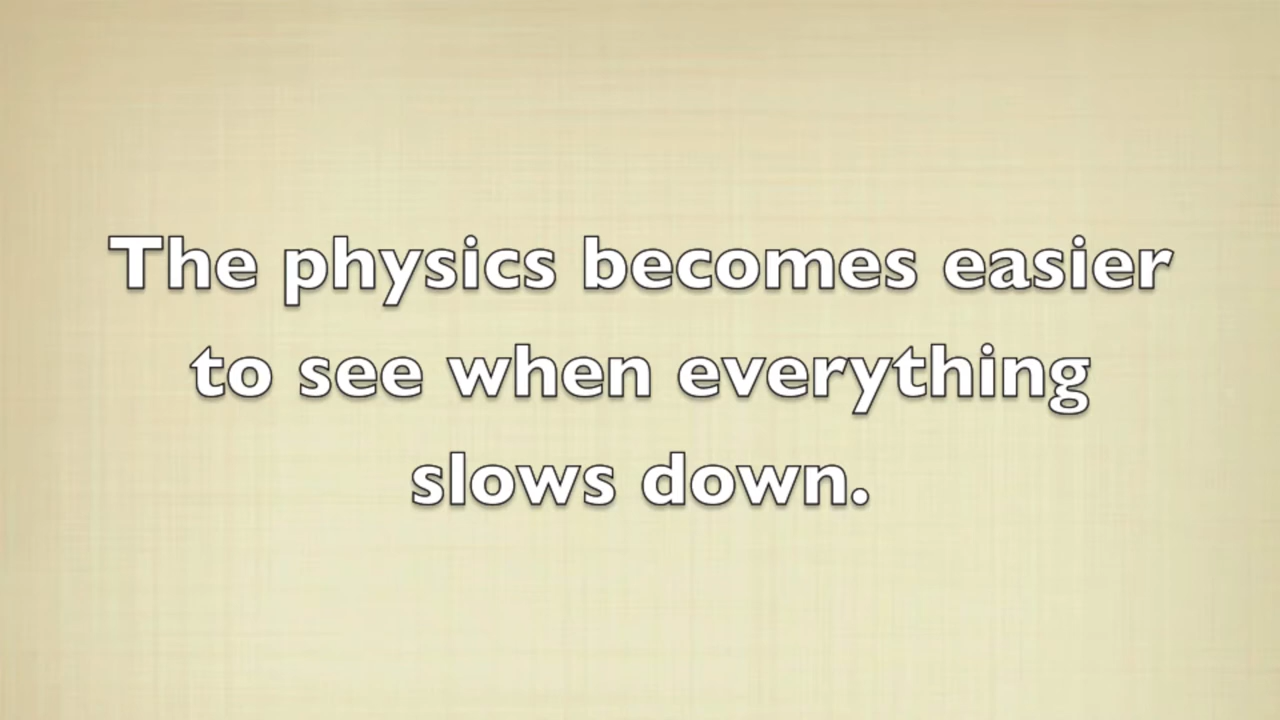 The physics becomes easier
to see when everything
slows down.